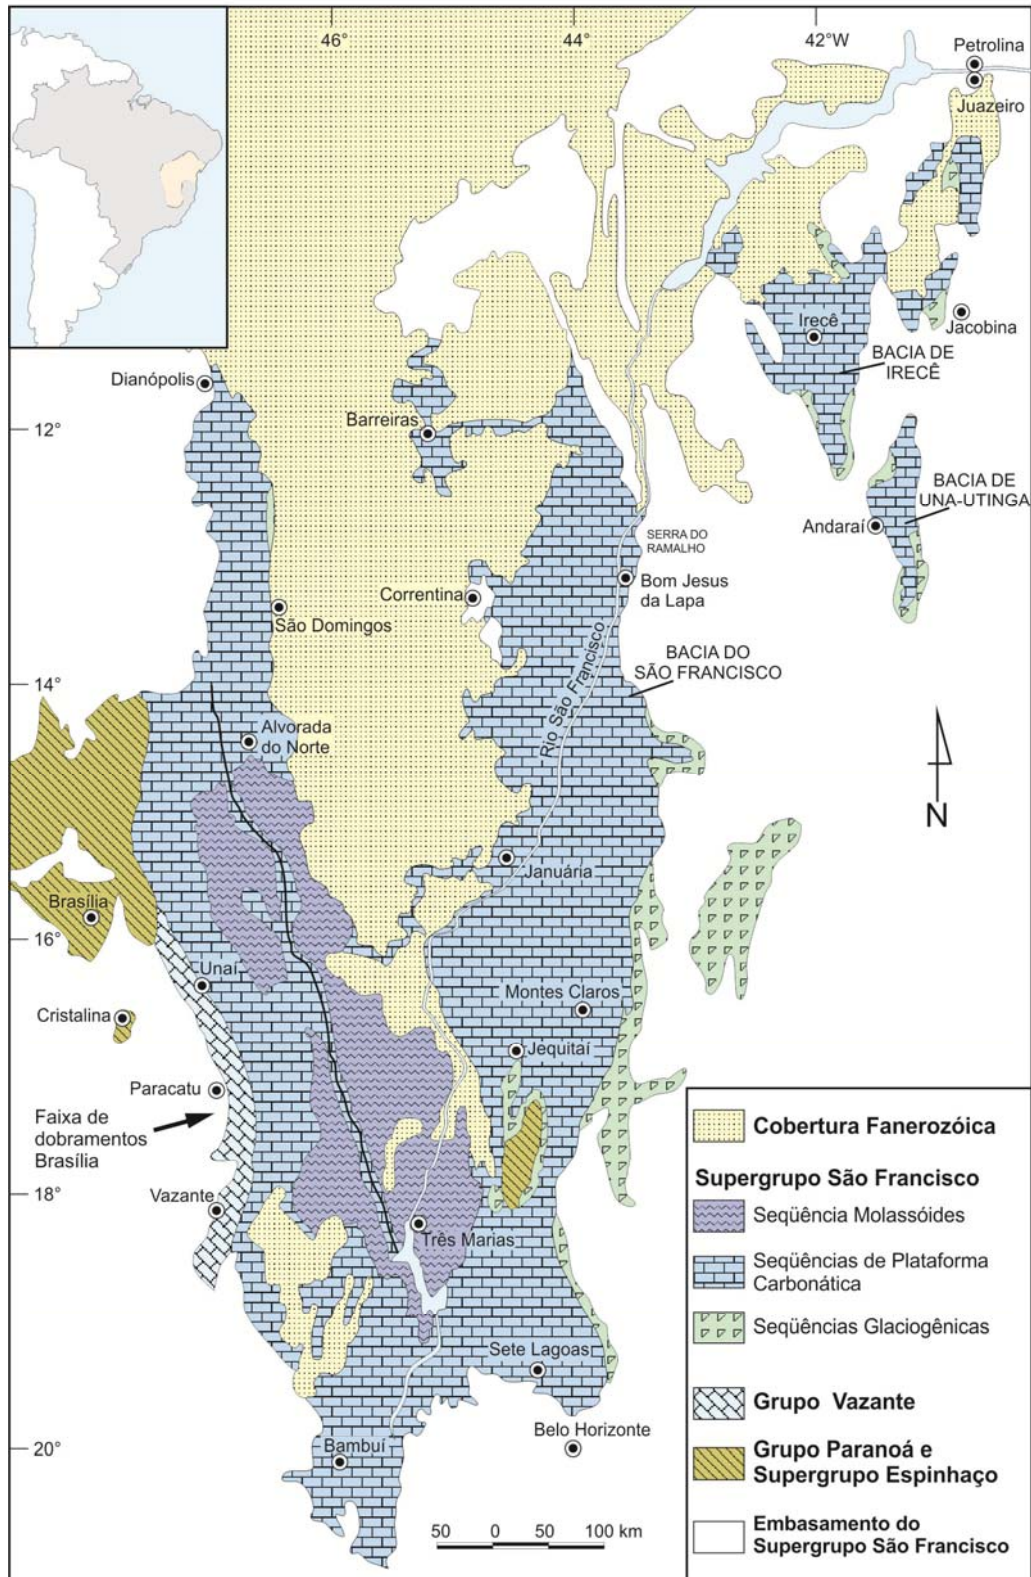 46°
44°
42°W
Petrolina
Juazeiro
Irecê
Jacobina
BACIA DE
IRECÊ
Dianópolis
Barreiras
12°
BACIA DE
UNA-UTINGA
Andaraí
SERRA DO
RAMALHO
Correntina
Bom Jesus
da Lapa
São Domingos
Rio São Francisco
BACIA DO
SÃO FRANCISCO
14°
Alvorada
do Norte
N
Januária
Brasília
16°
Unaí
Montes Claros
Cristalina
Jequitaí
Paracatu
Faixa de
dobramentos
Brasília
18°
Vazante
Três Marias
Sete Lagoas
Belo Horizonte
20°
Bambuí
50 0 50 100 km
Cobertura Fanerozóica
Supergrupo São Francisco
Seqüência Molassóides
Seqüências de Plataforma
Carbonática
Seqüências Glaciogênicas
Grupo Vazante
Grupo Paranoá e
Supergrupo Espinhaço
Embasamento do
Supergrupo São Francisco